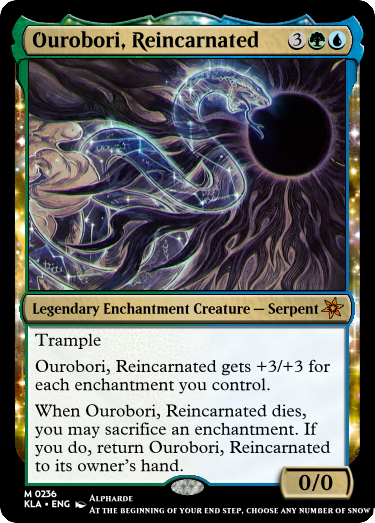 Ourobori, Reincarnated 3
Legendary Enchantment Creature — Serpent
Trample
Ourobori, Reincarnated gets +3/+3 for
each enchantment you control.
When Ourobori, Reincarnated dies,
you may sacrifice an enchantment. If
you do, return Ourobori, Reincarnated
to its owner's hand.
0/0
M 0236
KLA • ENG Alpharde
At the beginning of your end step, choose any number of snow